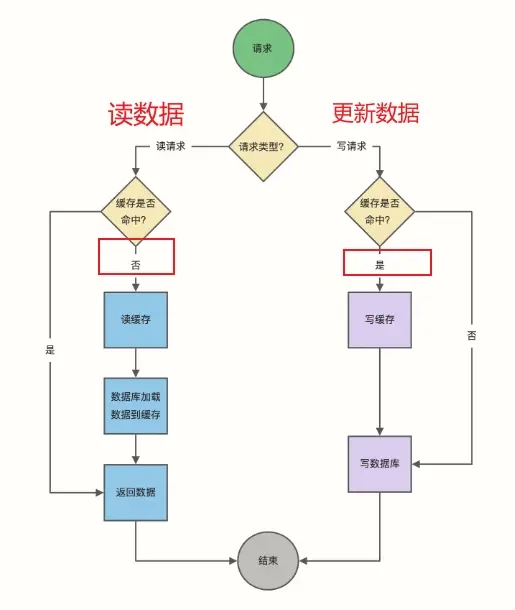 请求
读数据
更新数据
读请求
请求类型?
写请求
缓存是否
命中?
缓存是否
命中?
否
是
读缓存
写缓存
是
否
数据库加载
数据到缓存
写数据库
返回数据
结束